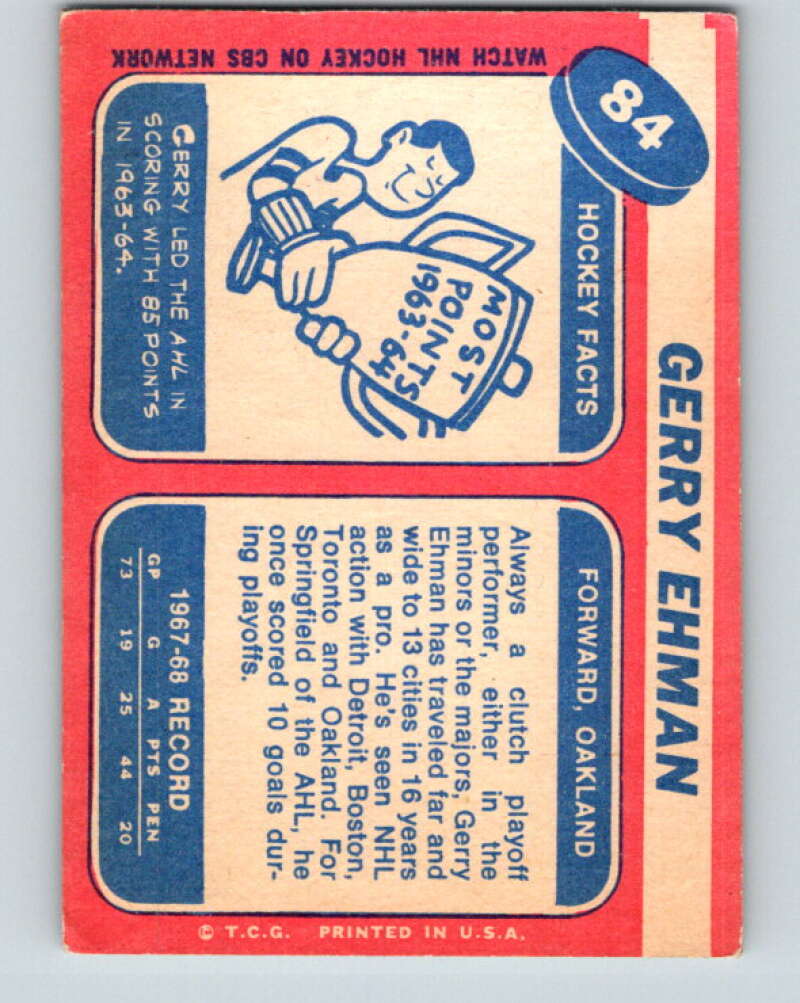 84
GERRY EHMAN
WATCH NHL HOCKEY ON CBS NETWORK
HOCKEY FACTS
MOST
POINTS
1963-64
GERRY LED THE AHL IN
SCORING WITH 85 POINTS
IN 1963-64.
FORWARD, OAKLAND
Always a clutch playoff
performer, either in the
minors or the majors, Gerry
Ehman has traveled far and
wide to 13 cities in 16 years
as a pro. He's seen NHL
action with Detroit, Boston,
Toronto and Oakland. For
Springfield of the AHL, he
once scored 10 goals dur-
ing playoffs.
1967-68 RECORD
GP G A PTS PEN
73 19 25 44 20
© T.C.G. PRINTED IN U.S.A.